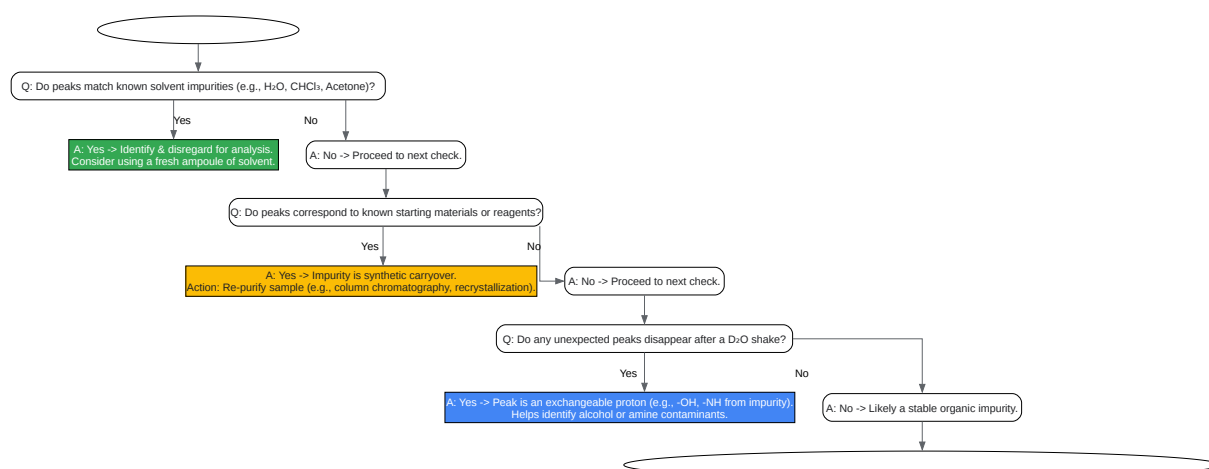 Q: Do peaks match known solvent impurities (e.g., H₂O, CHCl₃, Acetone)?
Yes
No
A: Yes -> Identify & disregard for analysis.
Consider using a fresh ampoule of solvent.
A: No -> Proceed to next check.
Q: Do peaks correspond to known starting materials or reagents?
Yes
No
A: Yes -> Impurity is synthetic carryover.
Action: Re-purify sample (e.g., column chromatography, recrystallization).
A: No -> Proceed to next check.
Q: Do any unexpected peaks disappear after a D₂O shake?
Yes
No
A: Yes -> Peak is an exchangeable proton (e.g., -OH, -NH from impurity).
Helps identify alcohol or amine contaminants.
A: No -> Likely a stable organic impurity.